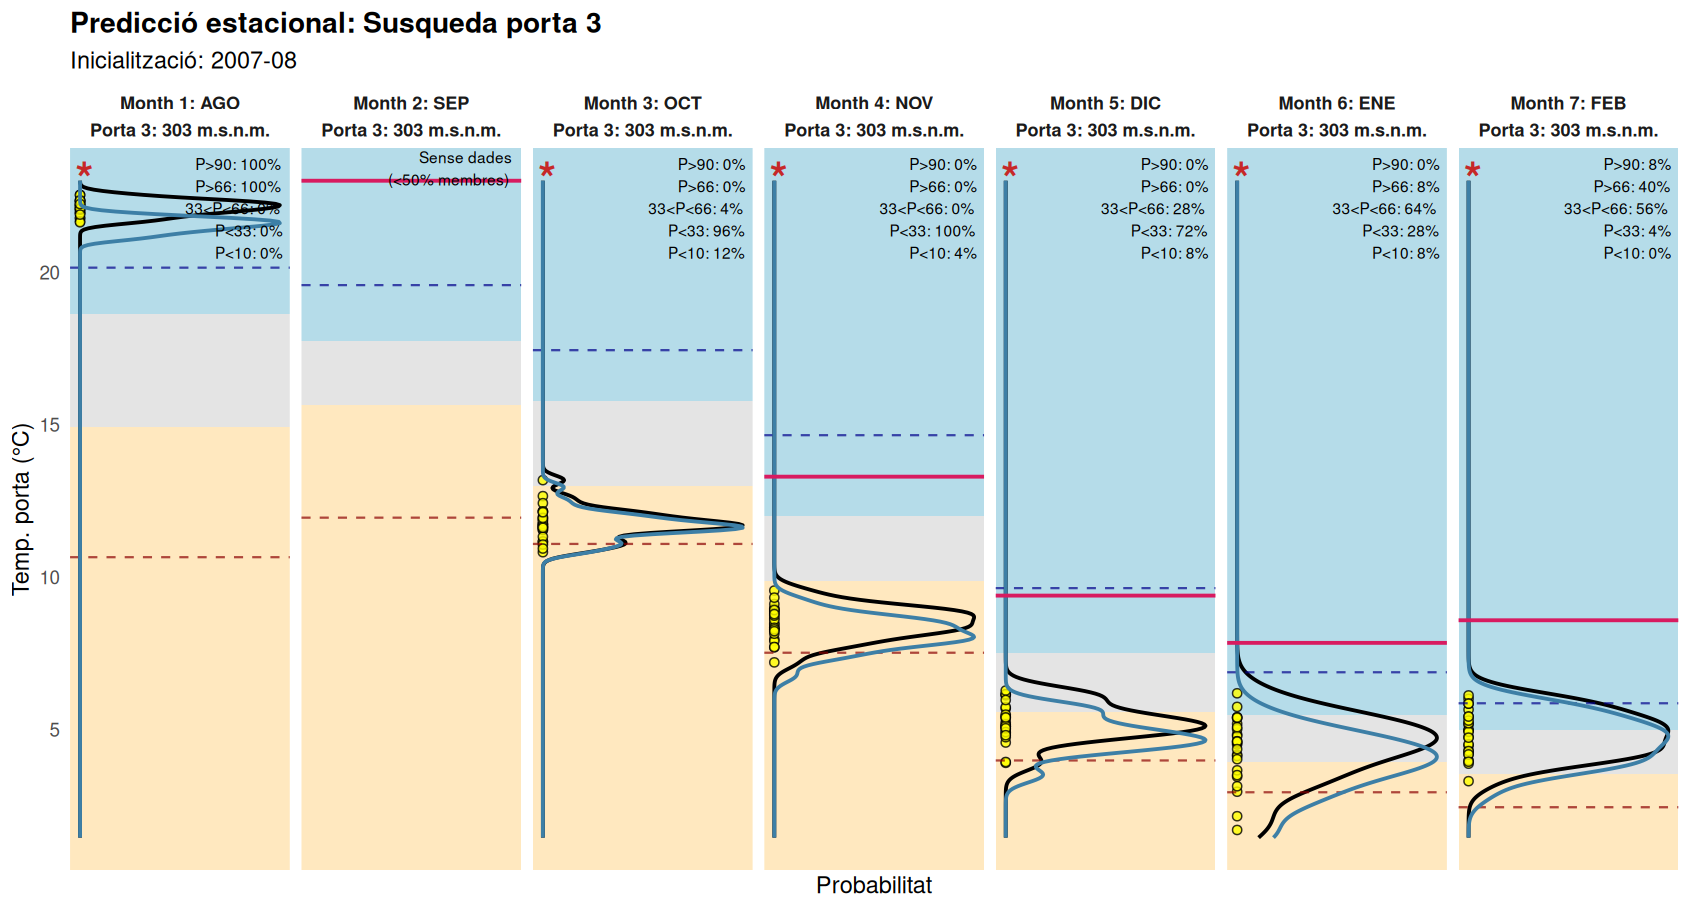 Predicció estacional: Susqueda porta 3
Inicialització: 2007-08
Month 1: AGO
Porta 3: 303 m.s.n.m.
Month 2: SEP
Porta 3: 303 m.s.n.m.
Month 3: OCT
Porta 3: 303 m.s.n.m.
Month 4: NOV
Porta 3: 303 m.s.n.m.
Month 5: DIC
Porta 3: 303 m.s.n.m.
Month 6: ENE
Porta 3: 303 m.s.n.m.
Month 7: FEB
Porta 3: 303 m.s.n.m.
*
P>90: 100%
P>66: 100%
33<P<66: 0%
P<33: 0%
P<10: 0%
Sense dades
(<50% membres)
*
P>90: 0%
P>66: 0%
33<P<66: 4%
P<33: 96%
P<10: 12%
*
P>90: 0%
P>66: 0%
33<P<66: 0%
P<33: 100%
P<10: 4%
*
P>90: 0%
P>66: 0%
33<P<66: 28%
P<33: 72%
P<10: 8%
*
P>90: 0%
P>66: 8%
33<P<66: 64%
P<33: 28%
P<10: 8%
*
P>90: 8%
P>66: 40%
33<P<66: 56%
P<33: 4%
P<10: 0%
Temp. porta (°C)
20
15
10
5
Probabilitat